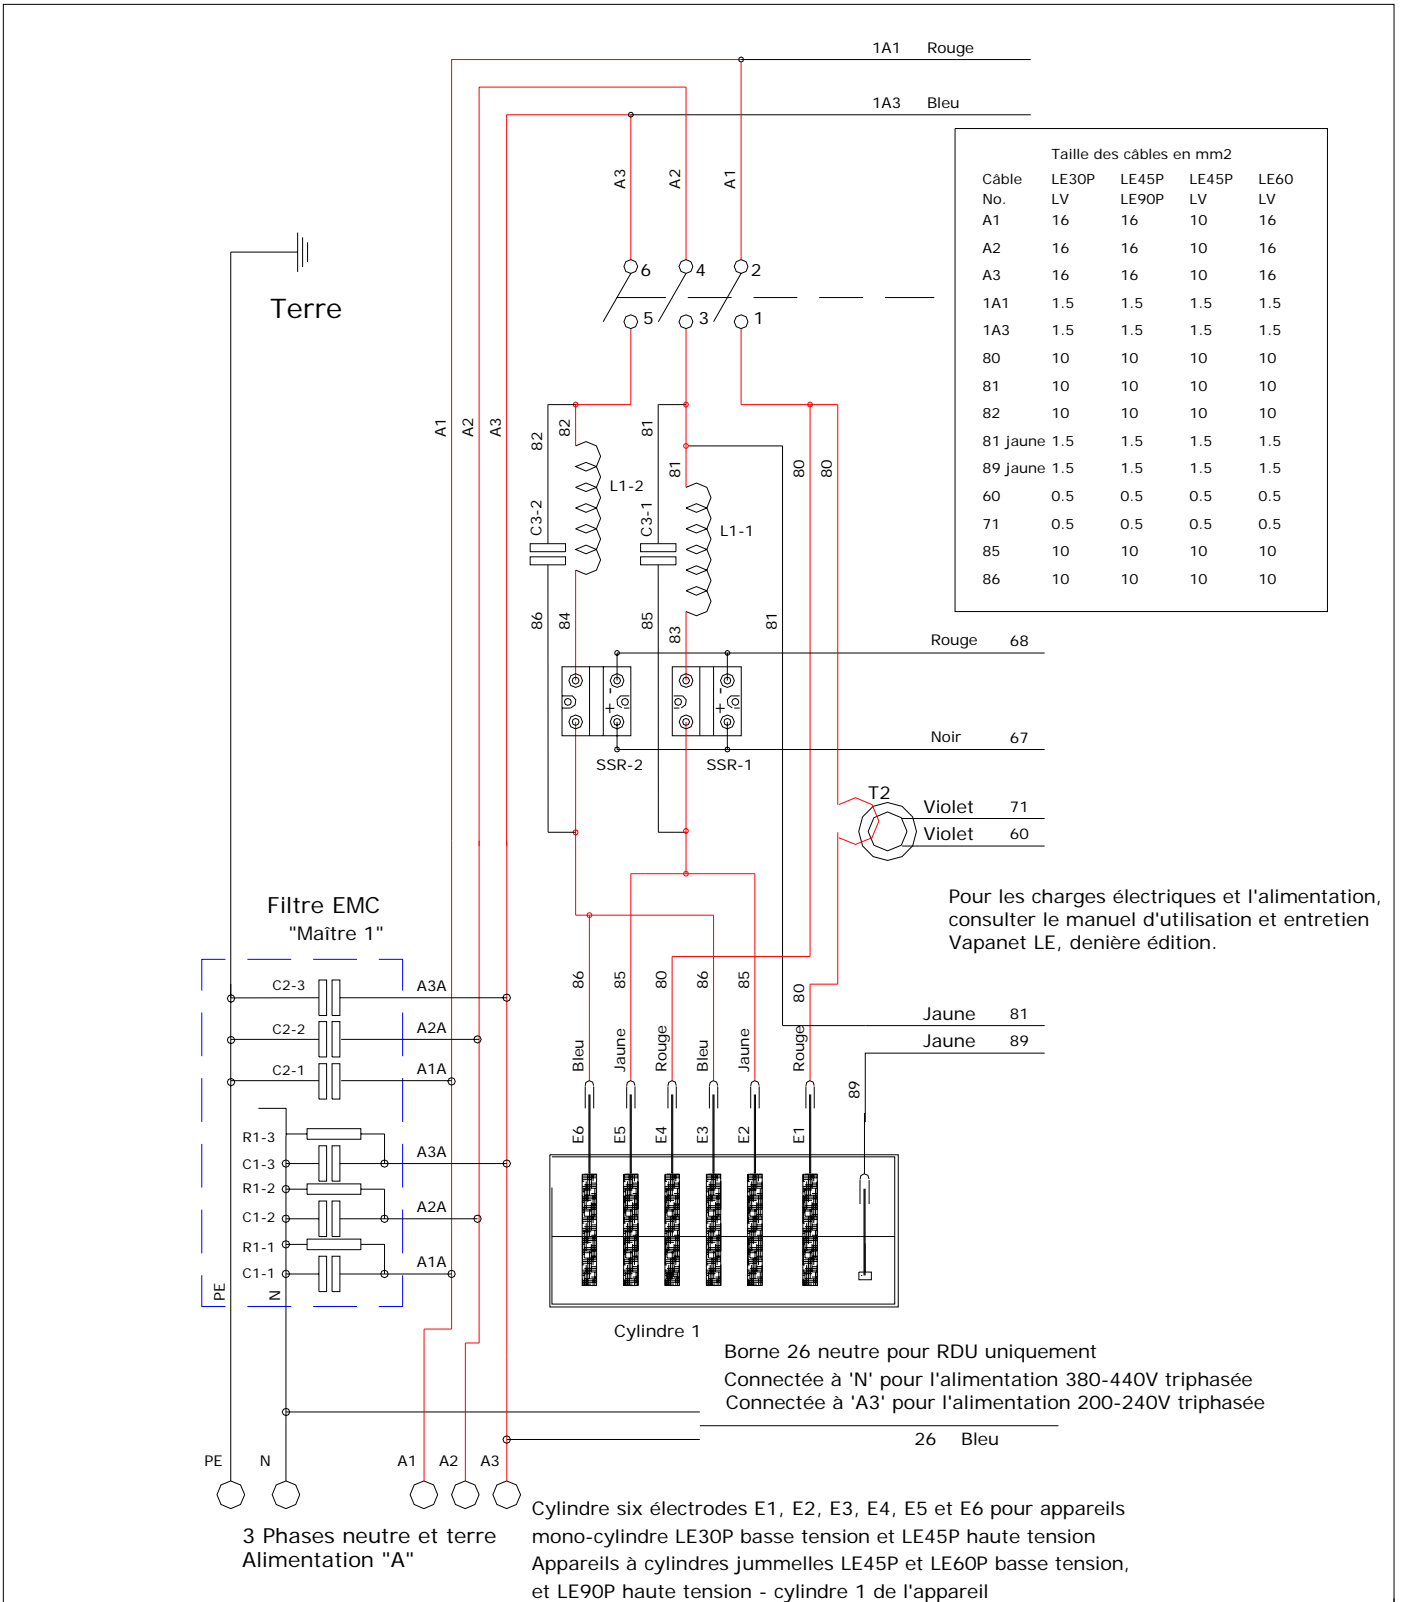 1A1 Rouge
1A3 Bleu
Taille des câbles en mm2
Câble LE30P LE45P LE45P LE60
No. LV LE90P LV LV
A1 16 16 10 16
A2 16 16 10 16
A3 16 16 10 16
1A1 1.5 1.5 1.5 1.5
1A3 1.5 1.5 1.5 1.5
80 10 10 10 10
81 10 10 10 10
82 10 10 10 10
81 jaune 1.5 1.5 1.5 1.5
89 jaune 1.5 1.5 1.5 1.5
60 0.5 0.5 0.5 0.5
71 0.5 0.5 0.5 0.5
85 10 10 10 10
86 10 10 10 10
A3 A2 A1
6 4 2
5 3 1
Terre
A1 A2 A3
82 82 81 81 80 80
L1-2
L1-1
C3-2 C3-1
86 84 85 83 81
Rouge 68
- -
+ +
Noir 67
SSR-2 SSR-1
T2
Violet 71
Violet 60
Pour les charges électriques et l'alimentation,
consulter le manuel d'utilisation et entretien
Vapanet LE, denière édition.
Filtre EMC
"Maître 1"
C2-3 A3A
C2-2 A2A
C2-1 A1A
R1-3
C1-3 A3A
R1-2
C1-2 A2A
R1-1
C1-1 A1A
PE N
86 85 80 86 85 80
Bleu Jaune Rouge Bleu Jaune Rouge
Jaune 81
Jaune 89
89
E6 E5 E4 E3 E2 E1
Cylindre 1
Borne 26 neutre pour RDU uniquement
Connectée à 'N' pour l'alimentation 380-440V triphasée
Connectée à 'A3' pour l'alimentation 200-240V triphasée
26 Bleu
PE N A1 A2 A3
3 Phases neutre et terre
Alimentation "A"
Cylindre six électrodes E1, E2, E3, E4, E5 et E6 pour appareils
mono-cylindre LE30P basse tension et LE45P haute tension
Appareils à cylindres jummelles LE45P et LE60P basse tension,
et LE90P haute tension - cylindre 1 de l'appareil